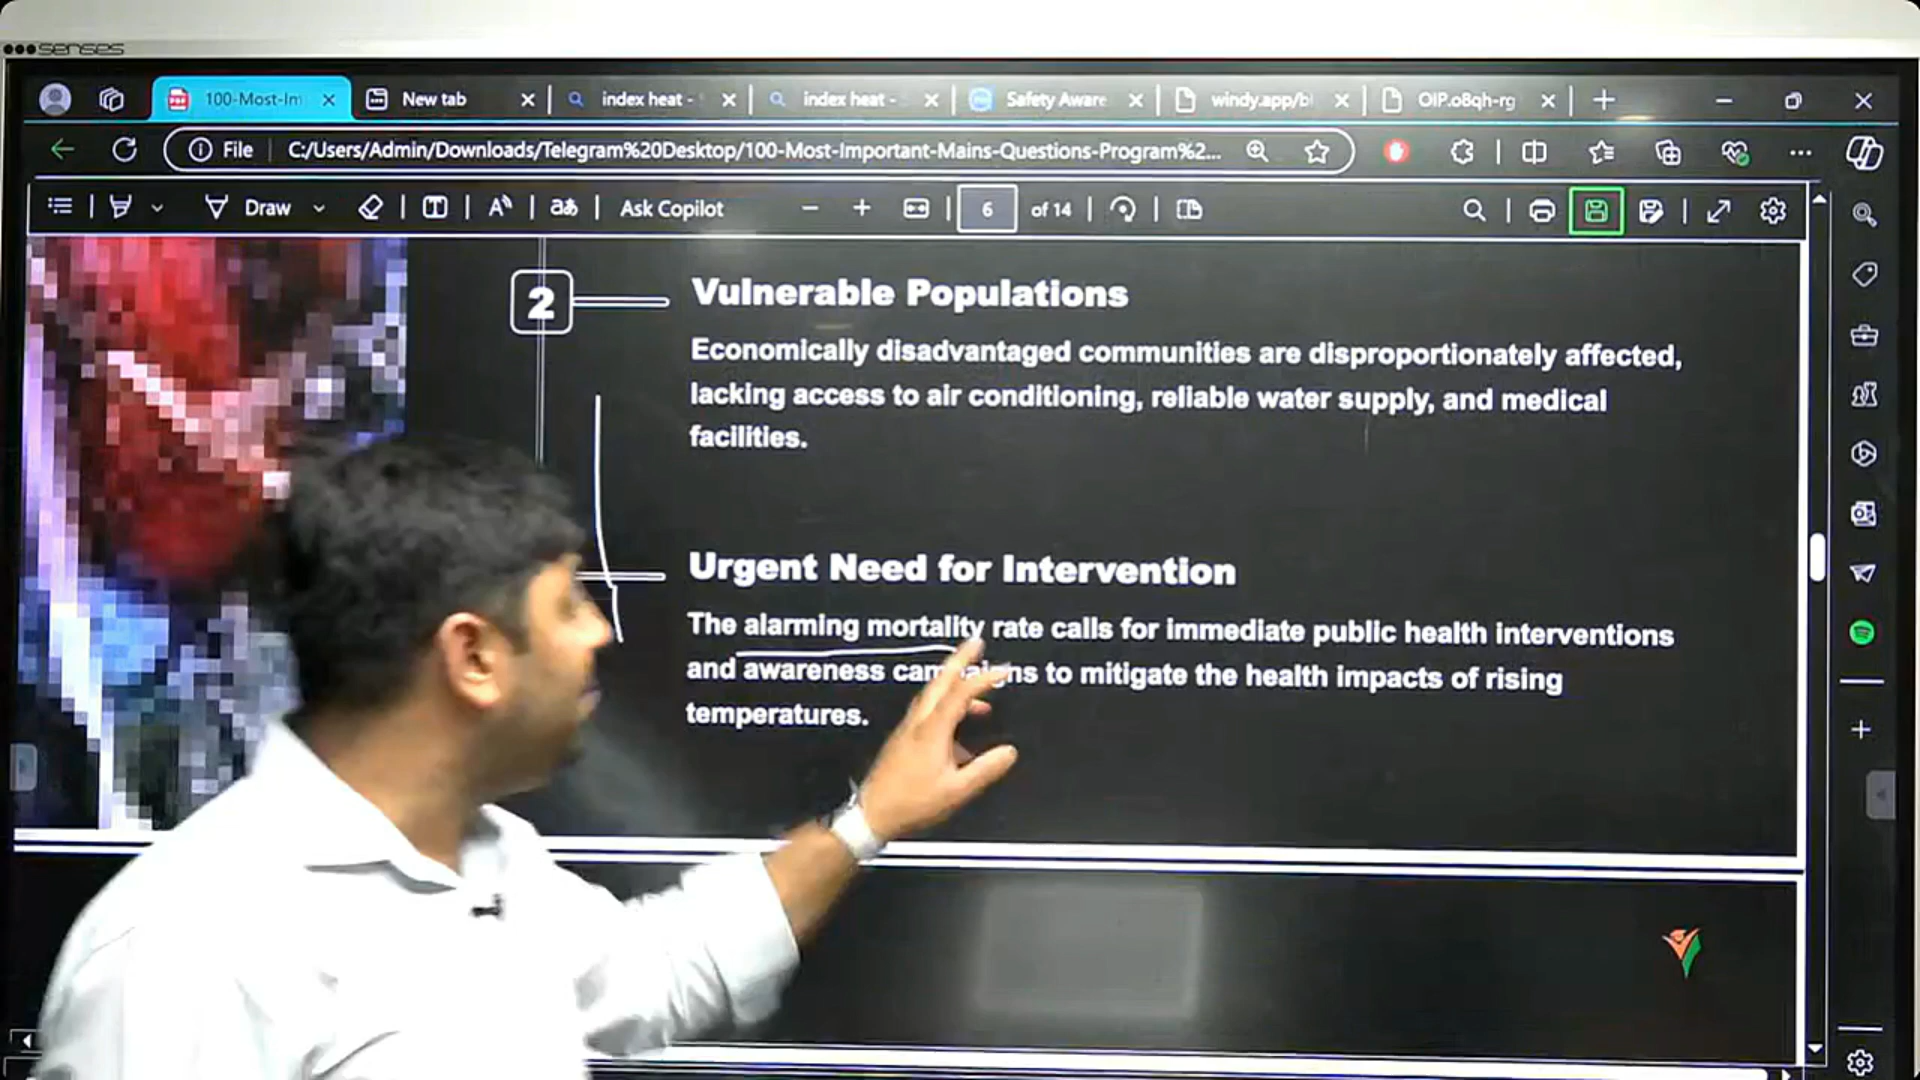 senses
100-Most-Im
New tab
index heat -
index heat -
Safety Aware
windy.app/b
OIP.o8qh-rg
File
C:/Users/Admin/Downloads/Telegram%20Desktop/100-Most-Important-Mains-Questions-Program%2...
Draw
Ask Copilot
6
of 14
2
Vulnerable Populations
Economically disadvantaged communities are disproportionately affected,
lacking access to air conditioning, reliable water supply, and medical
facilities.
Urgent Need for Intervention
The alarming mortality rate calls for immediate public health interventions
and awareness campaigns to mitigate the health impacts of rising
temperatures.